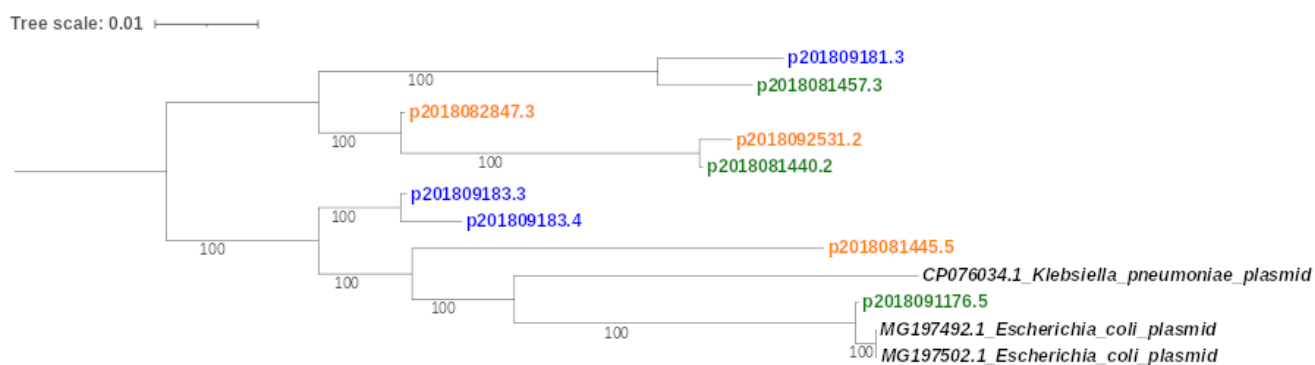 Tree scale: 0.01
p201809181.3
100
p2018081457.3
p2018082847.3
100
p2018092531.2
100
p2018081440.2
p201809183.3
100
p201809183.4
100
p2018081445.5
CP076034.1_Klebsiella_pneumoniae_plasmid
100
p2018091176.5
100
100
MG197492.1_Escherichia_coli_plasmid
100
MG197502.1_Escherichia_coli_plasmid